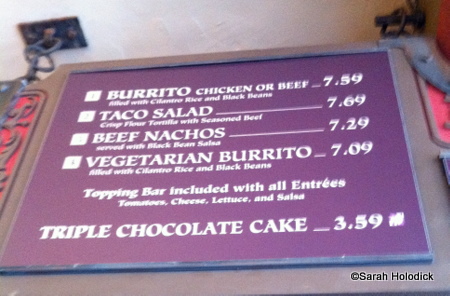 1 BURRITO CHICKEN OR BEEF 7.59
filled with Cilantro Rice and Black Beans
2 TACO SALAD 7.69
Crisp Flour Tortilla with Seasoned Beef
3 BEEF NACHOS 7.29
served with Black Bean Salsa
4 VEGETARIAN BURRITO 7.09
filled with Cilantro Rice and Black Beans
Topping Bar included with all Entrées
Tomatoes, Cheese, Lettuce, and Salsa
TRIPLE CHOCOLATE CAKE 3.59
©Sarah Holodick